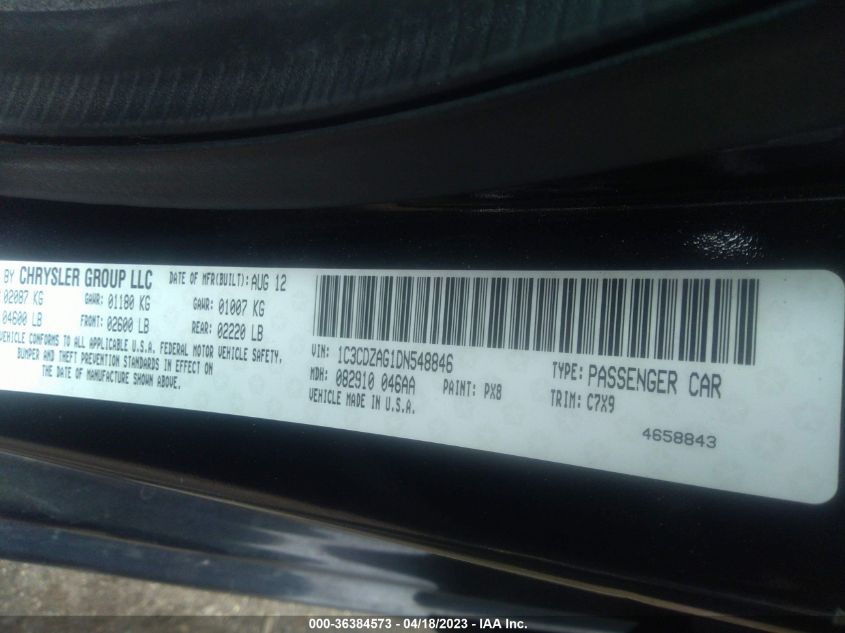 BY CHRYSLER GROUP LLC DATE OF MFR(BUILT): AUG 12
02087 KG GAWR: 01180 KG GAWR: 01007 KG
04600 LB FRONT: 02600 LB REAR: 02220 LB
VEHICLE CONFORMS TO ALL APPLICABLE U.S.A. FEDERAL MOTOR VEHICLE SAFETY,
BUMPER AND THEFT PREVENTION STANDARDS IN EFFECT ON
THE DATE OF MANUFACTURE SHOWN ABOVE.
VIN: 1C3CDZAG1DN548846 TYPE: PASSENGER CAR
MDH: 082910 046AA PAINT: PX8 TRIM: C7X9
VEHICLE MADE IN U.S.A.
4658843
000-36384573 - 04/18/2023 - IAA Inc.